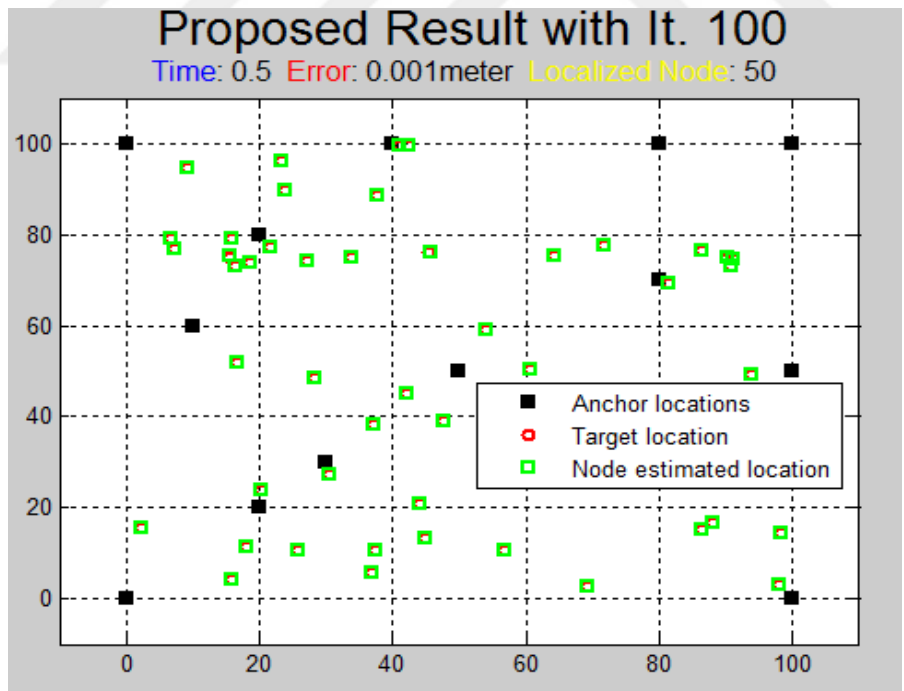 Proposed Result with It. 100
Time: 0.5 Error: 0.001meter Localized Node: 50
100
80
60
40
20
0
Anchor locations
Target location
Node estimated location
0 20 40 60 80 100